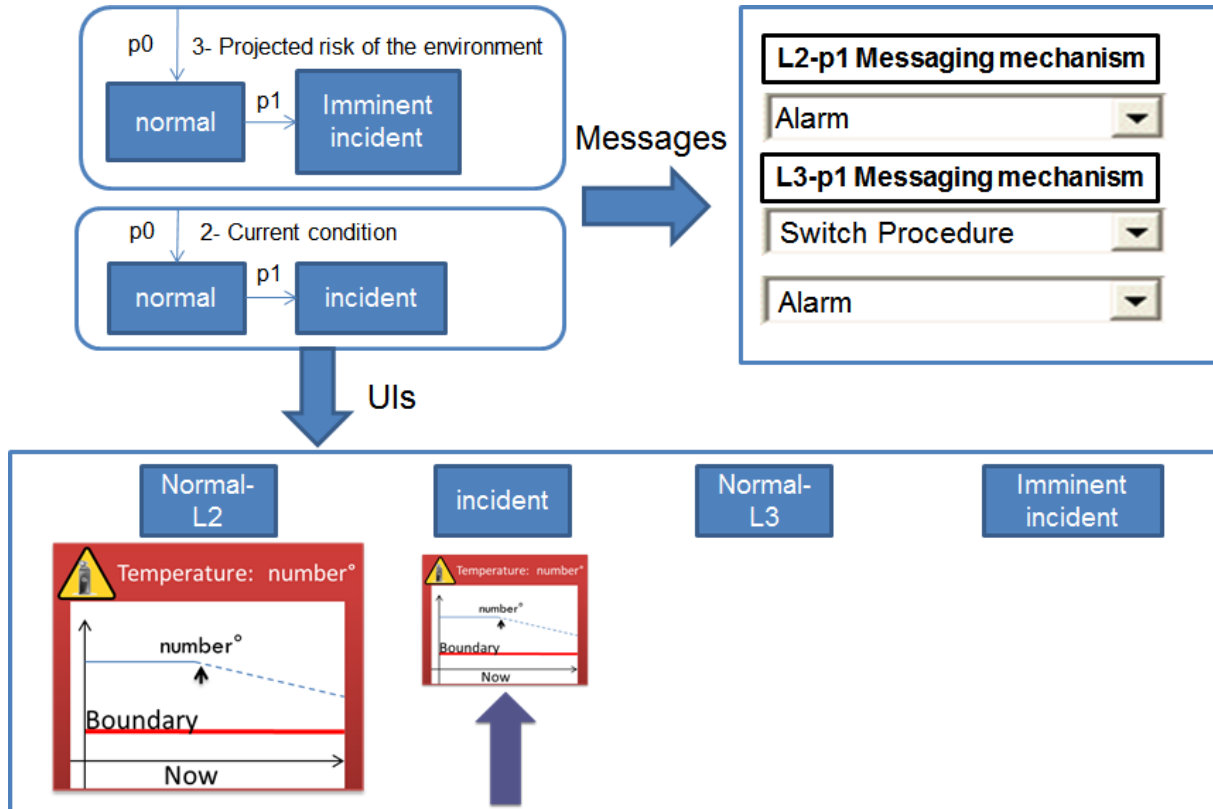 p0
3- Projected risk of the environment
normal
p1
Imminent
incident
p0
2- Current condition
normal
p1
incident
Messages
L2-p1 Messaging mechanism
Alarm
L3-p1 Messaging mechanism
Switch Procedure
Alarm
UIs
Normal-
L2
incident
Normal-
L3
Imminent
incident
Temperature: number°
number°
Boundary
Now
Temperature: number°
number°
Boundary
Now